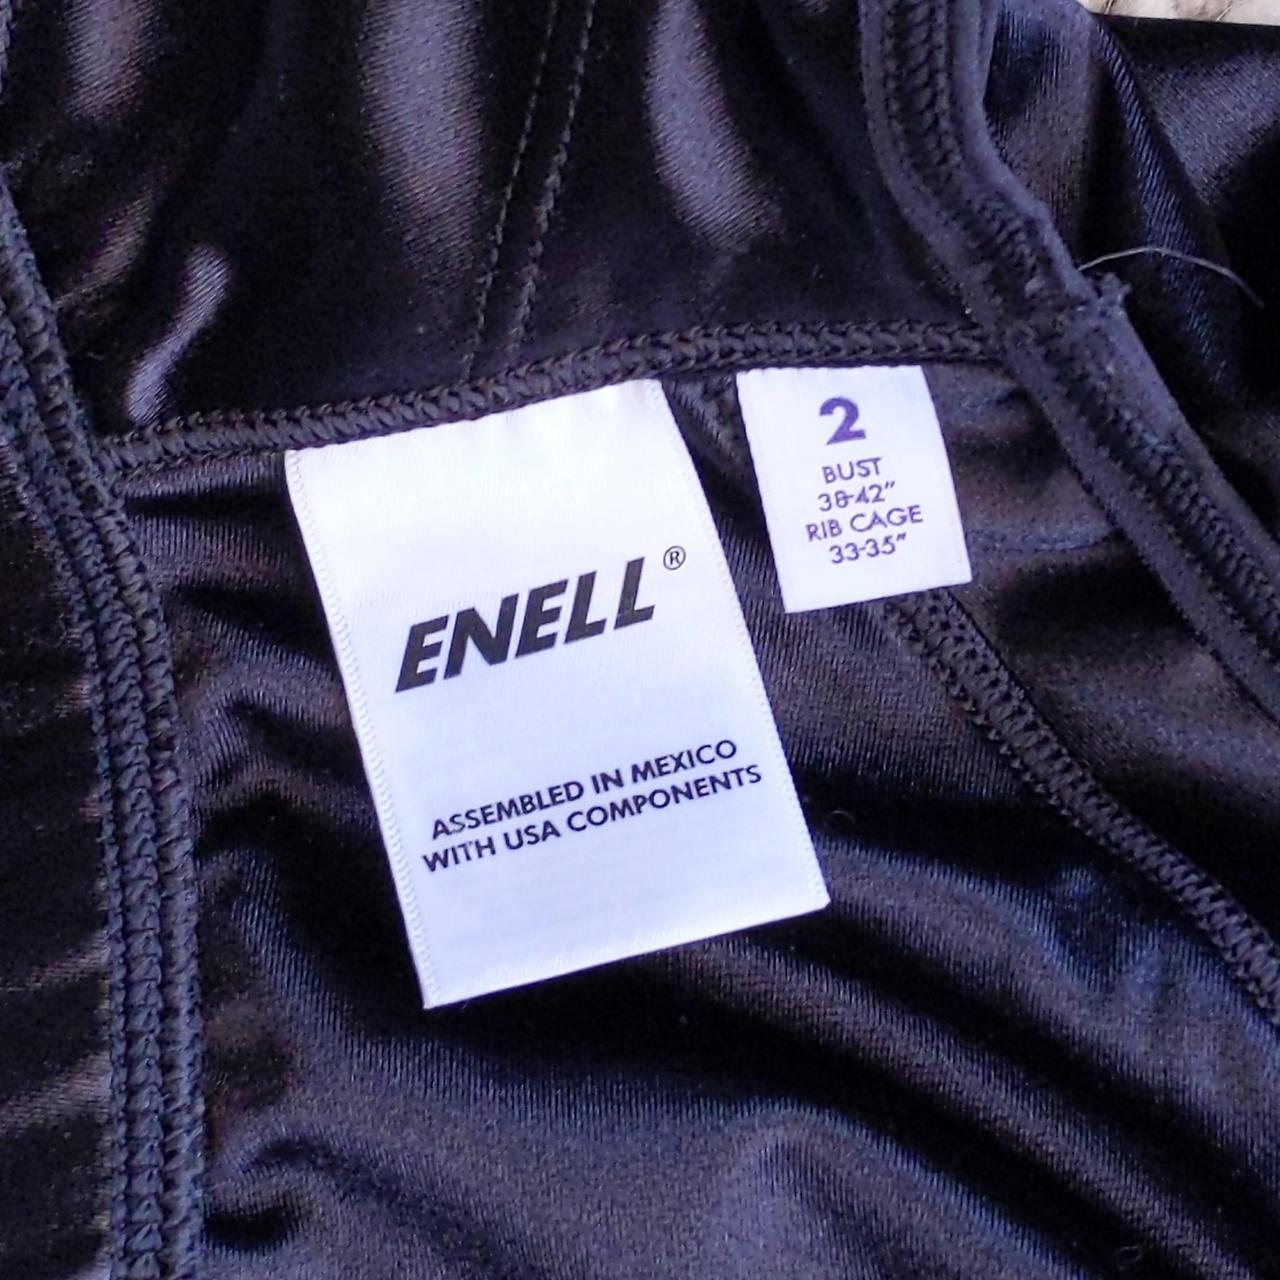 ENELL®
ASSEMBLED IN MEXICO
WITH USA COMPONENTS
2
BUST
38-42"
RIB CAGE
33-35"